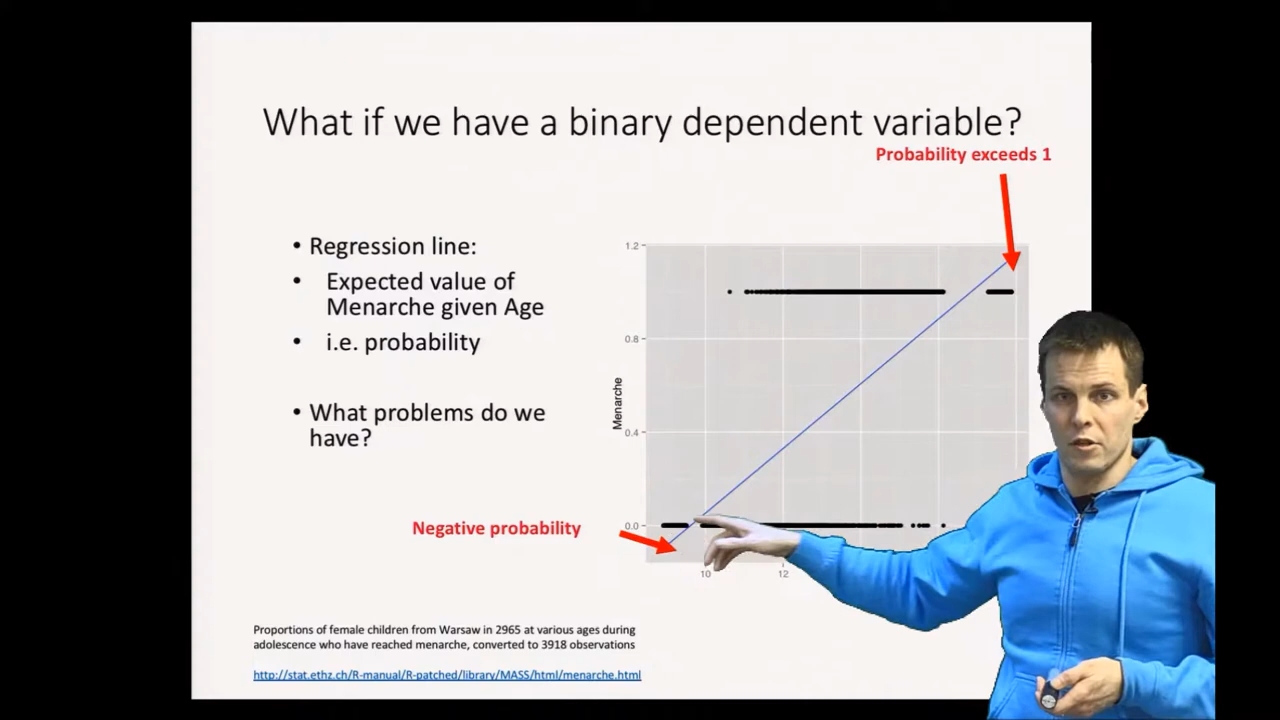 What if we have a binary dependent variable?
Probability exceeds 1
• Regression line:
• Expected value of
Menarche given Age
• i.e. probability
• What problems do we
have?
Negative probability
1.2
0.8
0.4
0.0
Menarche
10
12
Proportions of female children from Warsaw in 2965 at various ages during
adolescence who have reached menarche, converted to 3918 observations
http://stat.ethz.ch/R-manual/R-patched/library/MASS/html/menarche.html